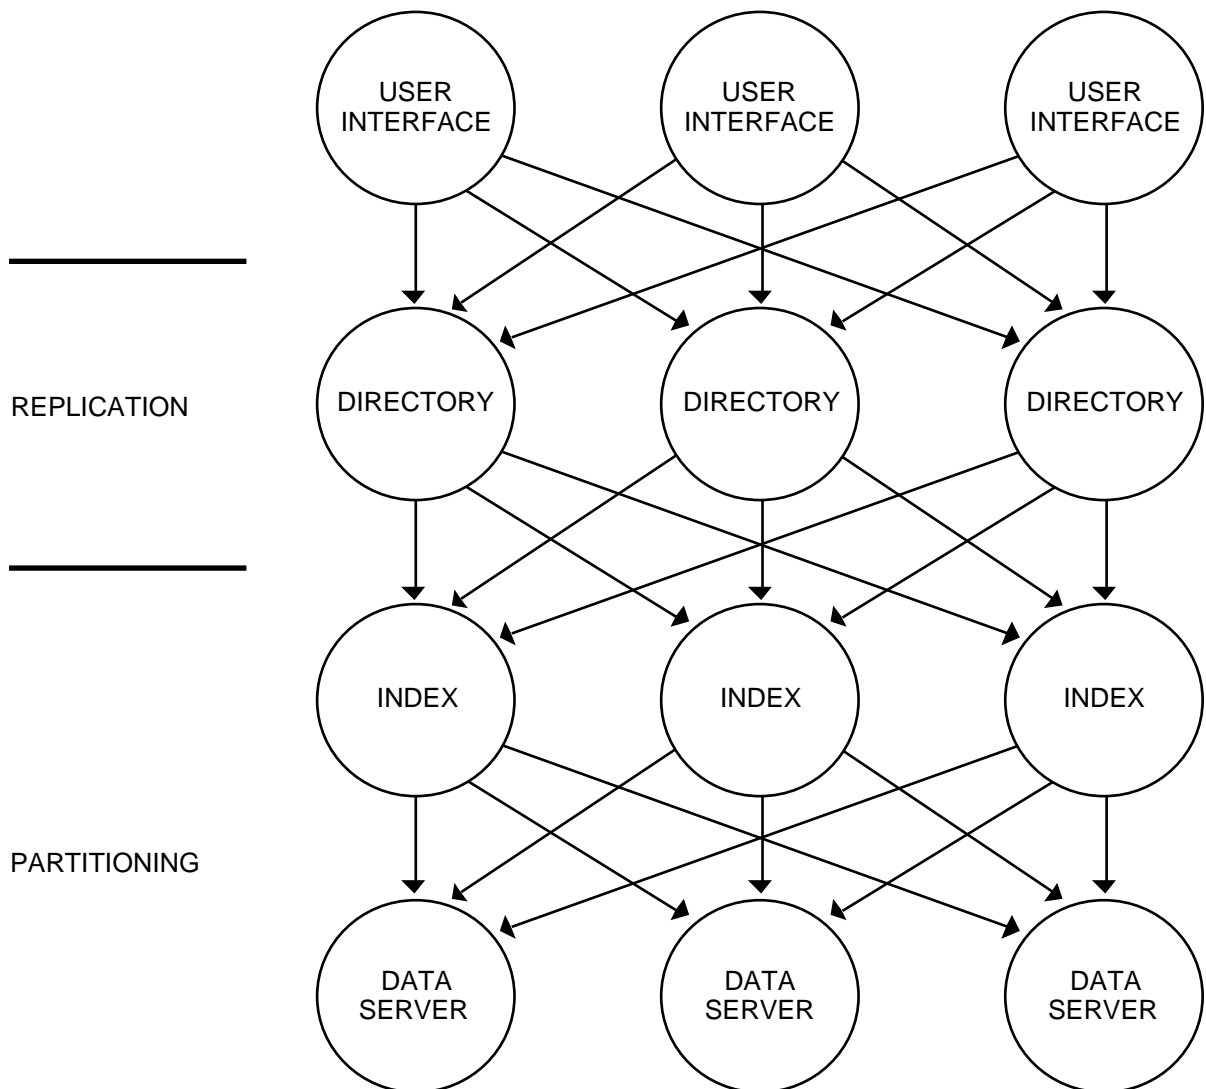 USER
INTERFACE
USER
INTERFACE
USER
INTERFACE
REPLICATION
DIRECTORY
DIRECTORY
DIRECTORY
INDEX
INDEX
INDEX
PARTITIONING
DATA
SERVER
DATA
SERVER
DATA
SERVER